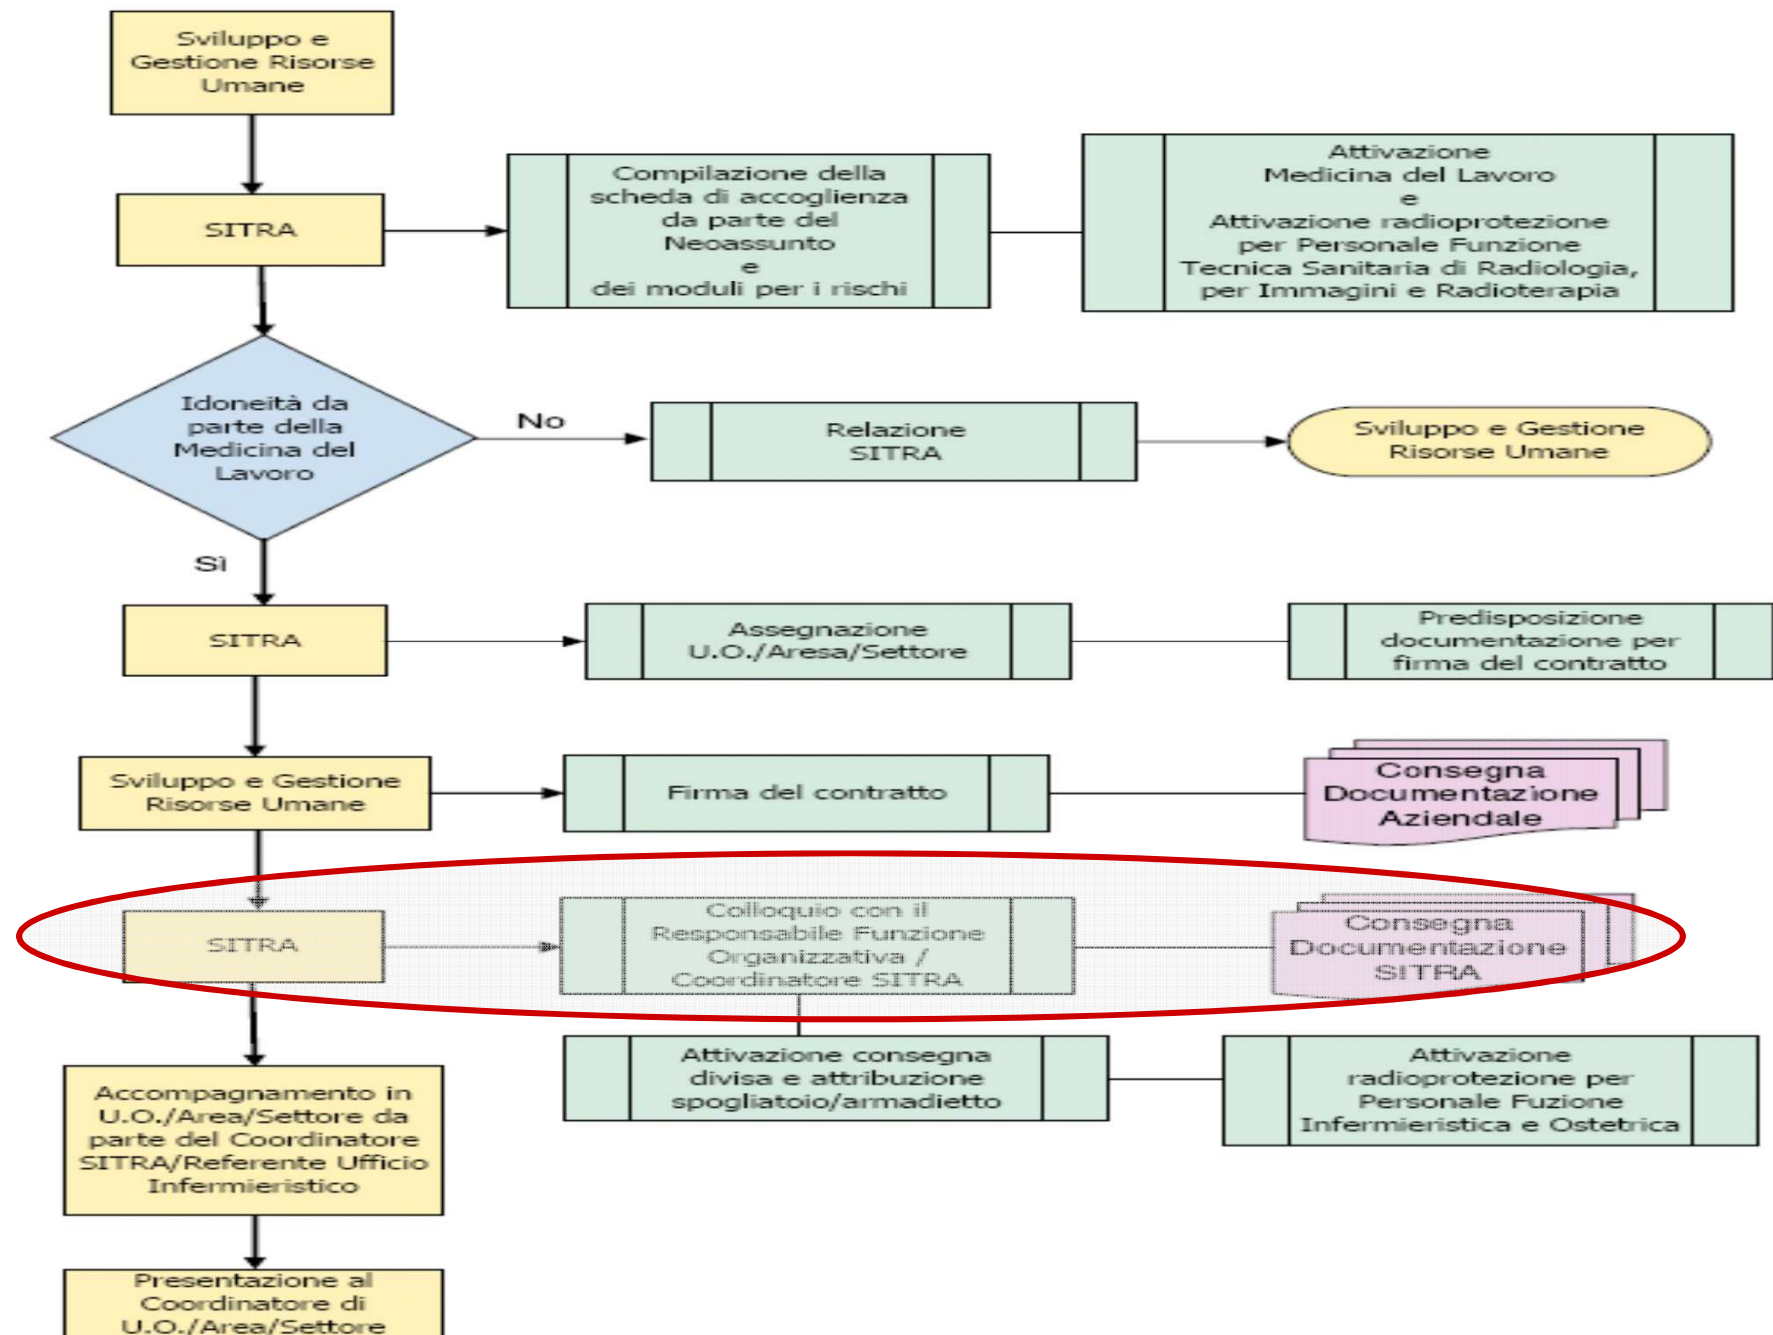 Sviluppo e
Gestione Risorse
Umane
SITRA
Compilazione della
scheda di accoglienza
da parte del
Neoassunto
e
dei moduli per i rischi
Attivazione
Medicina del Lavoro
e
Attivazione radioprotezione
per Personale Funzione
Tecnica Sanitaria di Radiologia,
per Immagini e Radioterapia
Idoneità da
parte della
Medicina del
Lavoro
No
Relazione
SITRA
Sviluppo e Gestione
Risorse Umane
Sì
SITRA
Assegnazione
U.O./Aresa/Settore
Predisposizione
documentazione per
firma del contratto
Sviluppo e Gestione
Risorse Umane
Firma del contratto
Consegna
Documentazione
Aziendale
SITRA
Colloquio con il
Responsabile Funzione
Organizzativa /
Coordinatore SITRA
Consegna
Documentazione
SITRA
Attivazione consegna
divisa e attribuzione
spogliatoio/armadietto
Attivazione
radioprotezione per
Personale Fuzione
Infermieristica e Ostetrica
Accompagnamento in
U.O./Area/Settore da
parte del Coordinatore
SITRA/Referente Ufficio
Infermieristico
Presentazione al
Coordinatore di
U.O./Area/Settore